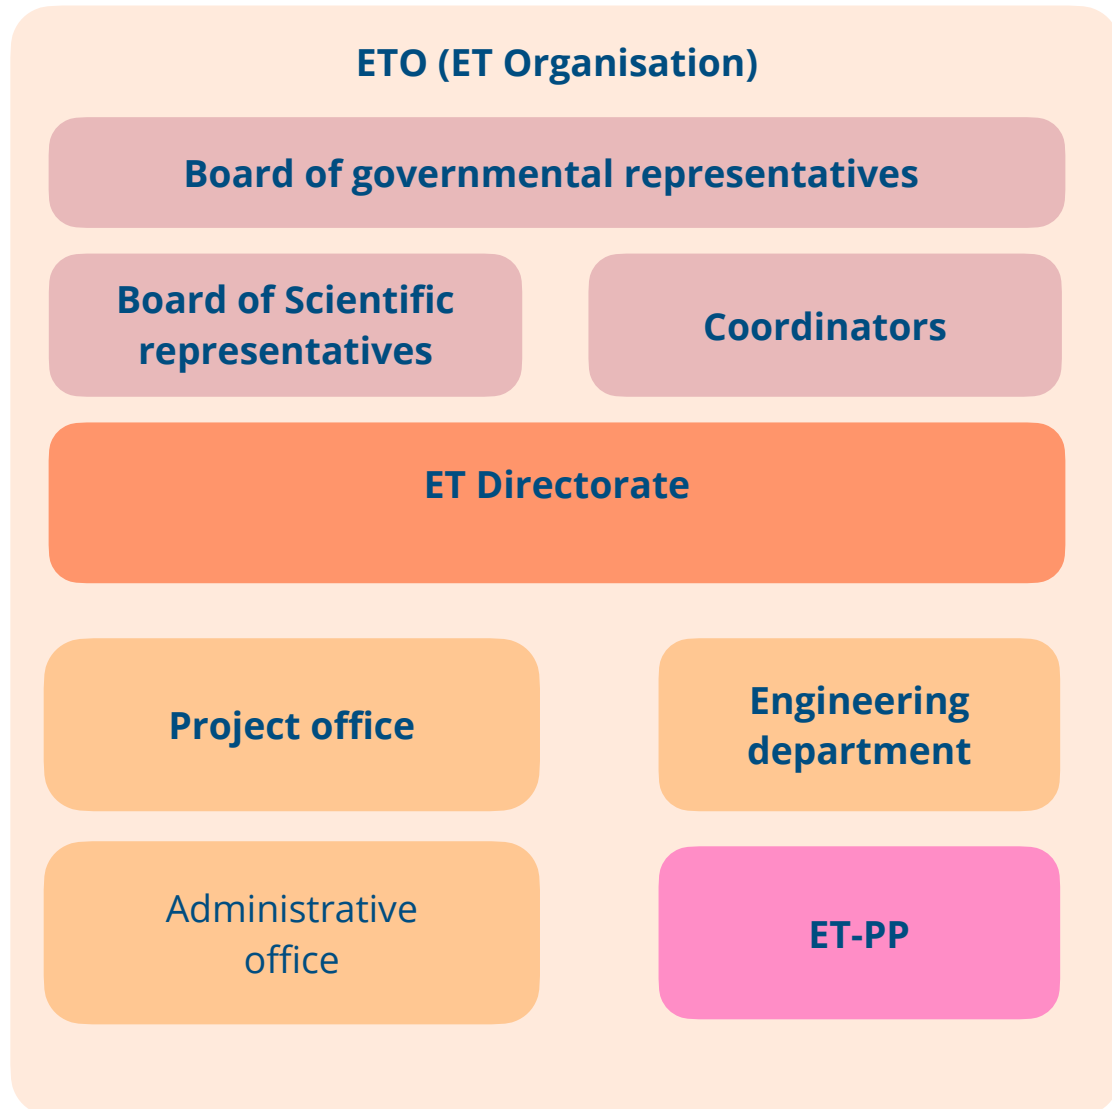 ETO (ET Organisation)
Board of governmental representatives
Board of Scientific
representatives
Coordinators
ET Directorate
Project office
Engineering
department
Administrative
office
ET-PP